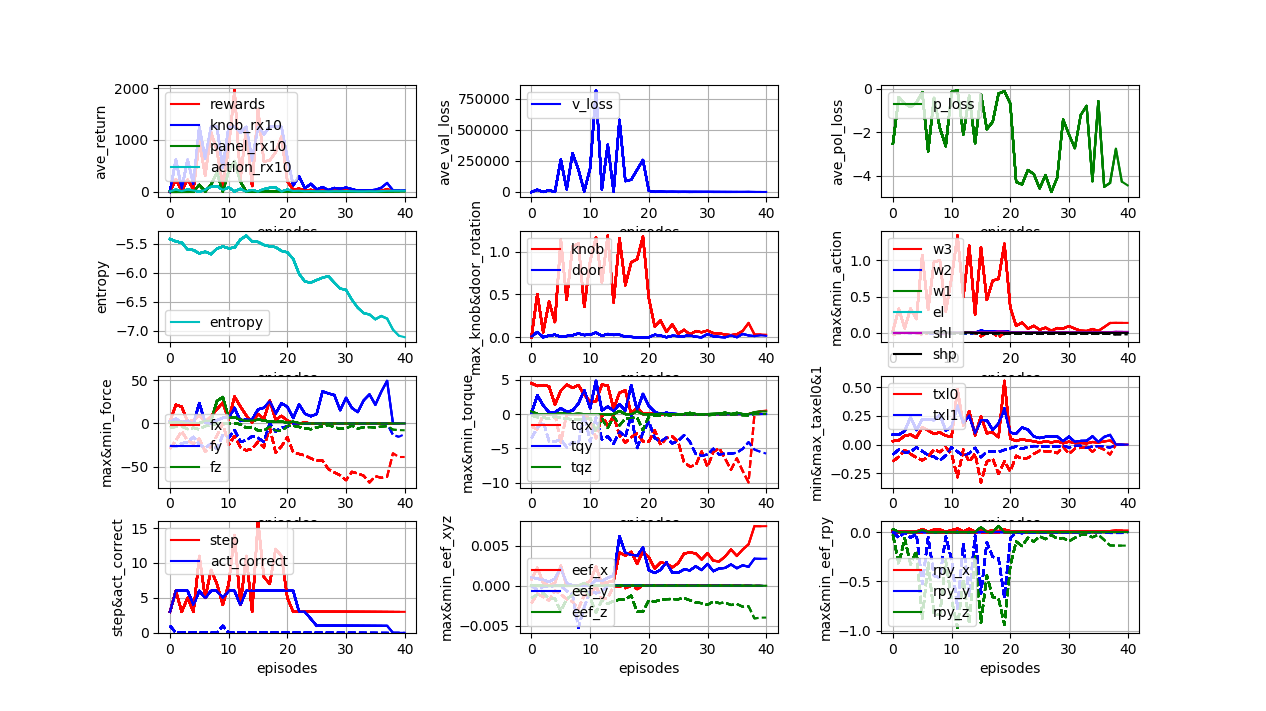 ave_return
2000
1000
0
rewards
knob_rx10
panel_rx10
action_rx10
0 10 20 30 40
episodes
ave_val_loss
750000
500000
250000
0
v_loss
0 10 20 30 40
ave_pol_loss
0
−2
−4
p_loss
0 10 20 30 40
entropy
−5.5
−6.0
−6.5
−7.0
entropy
0 10 20 30 40
episodes
max_knob&door_rotation
1.0
0.5
0.0
knob
door
0 10 20 30 40
episodes
max&min_action
1.0
0.5
0.0
w3
w2
w1
el
shl
shp
0 10 20 30 40
episodes
max&min_force
50
0
−50
fx
fy
fz
0 10 20 30 40
episodes
max&min_torque
5
0
−5
−10
tqx
tqy
tqz
0 10 20 30 40
episodes
min&max_taxel0&1
0.50
0.25
0.00
−0.25
txl0
txl1
0 10 20 30 40
episodes
step&act_correct
15
10
5
0
step
act_correct
0 10 20 30 40
episodes
max&min_eef_xyz
0.005
0.000
−0.005
eef_x
eef_y
eef_z
0 10 20 30 40
episodes
max&min_eef_rpy
0.0
−0.5
−1.0
rpy_x
rpy_y
rpy_z
0 10 20 30 40
episodes